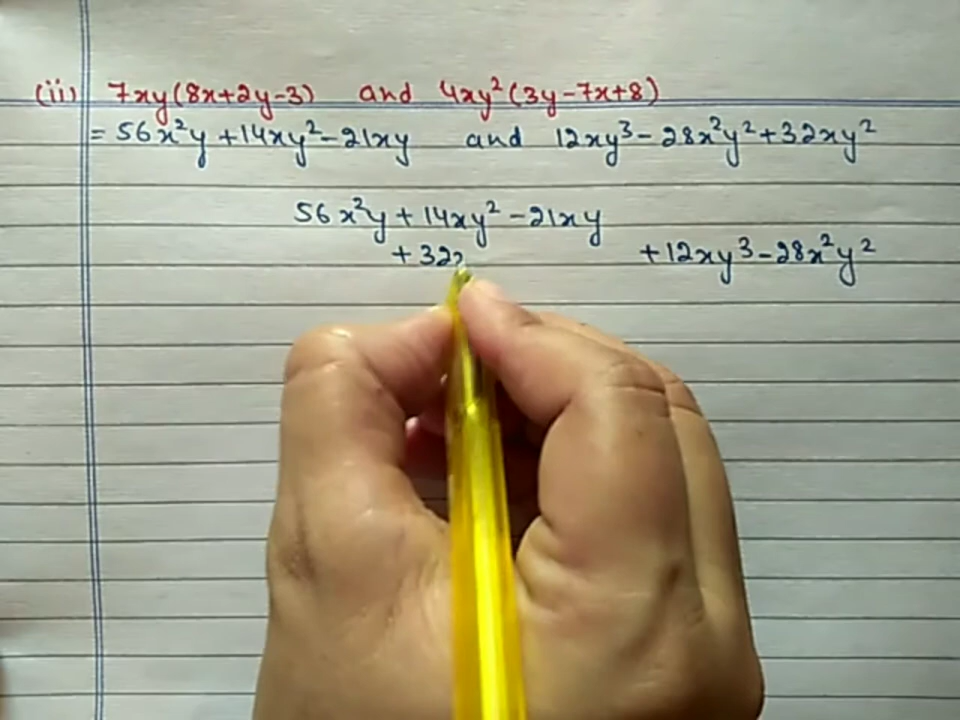 (ii) 7xy(8x+2y-3) and 4xy²(3y-7x+8)
= 56x²y +14xy²-21xy and 12xy³-28x²y²+32xy²
56x²y+14xy²-21xy
+32x +12xy³-28x²y²